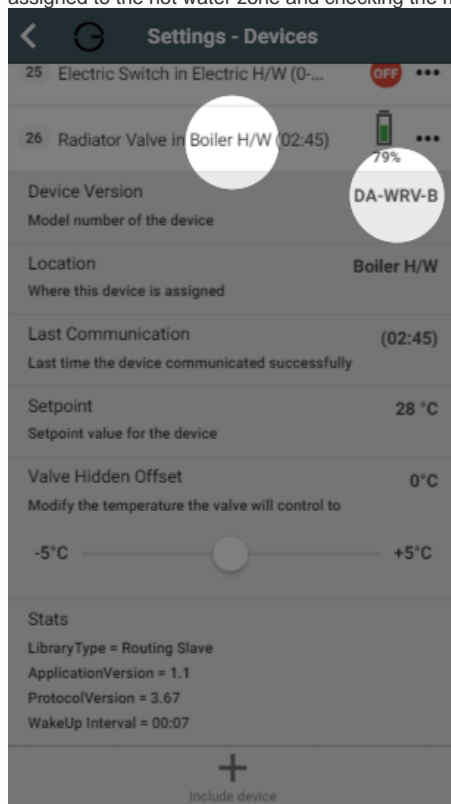 Settings - Devices
25 Electric Switch in Electric H/W (0-... OFF
26 Radiator Valve in Boiler H/W (02:45)
79%
Device Version DA-WRV-B
Model number of the device
Location Boiler H/W
Where this device is assigned
Last Communication (02:45)
Last time the device communicated successfully
Setpoint 28 °C
Setpoint value for the device
Valve Hidden Offset 0°C
Modify the temperature the valve will control to
-5°C +5°C
Stats
LibraryType = Routing Slave
ApplicationVersion = 1.1
ProtocolVersion = 3.67
WakeUp Interval = 00:07
Include device